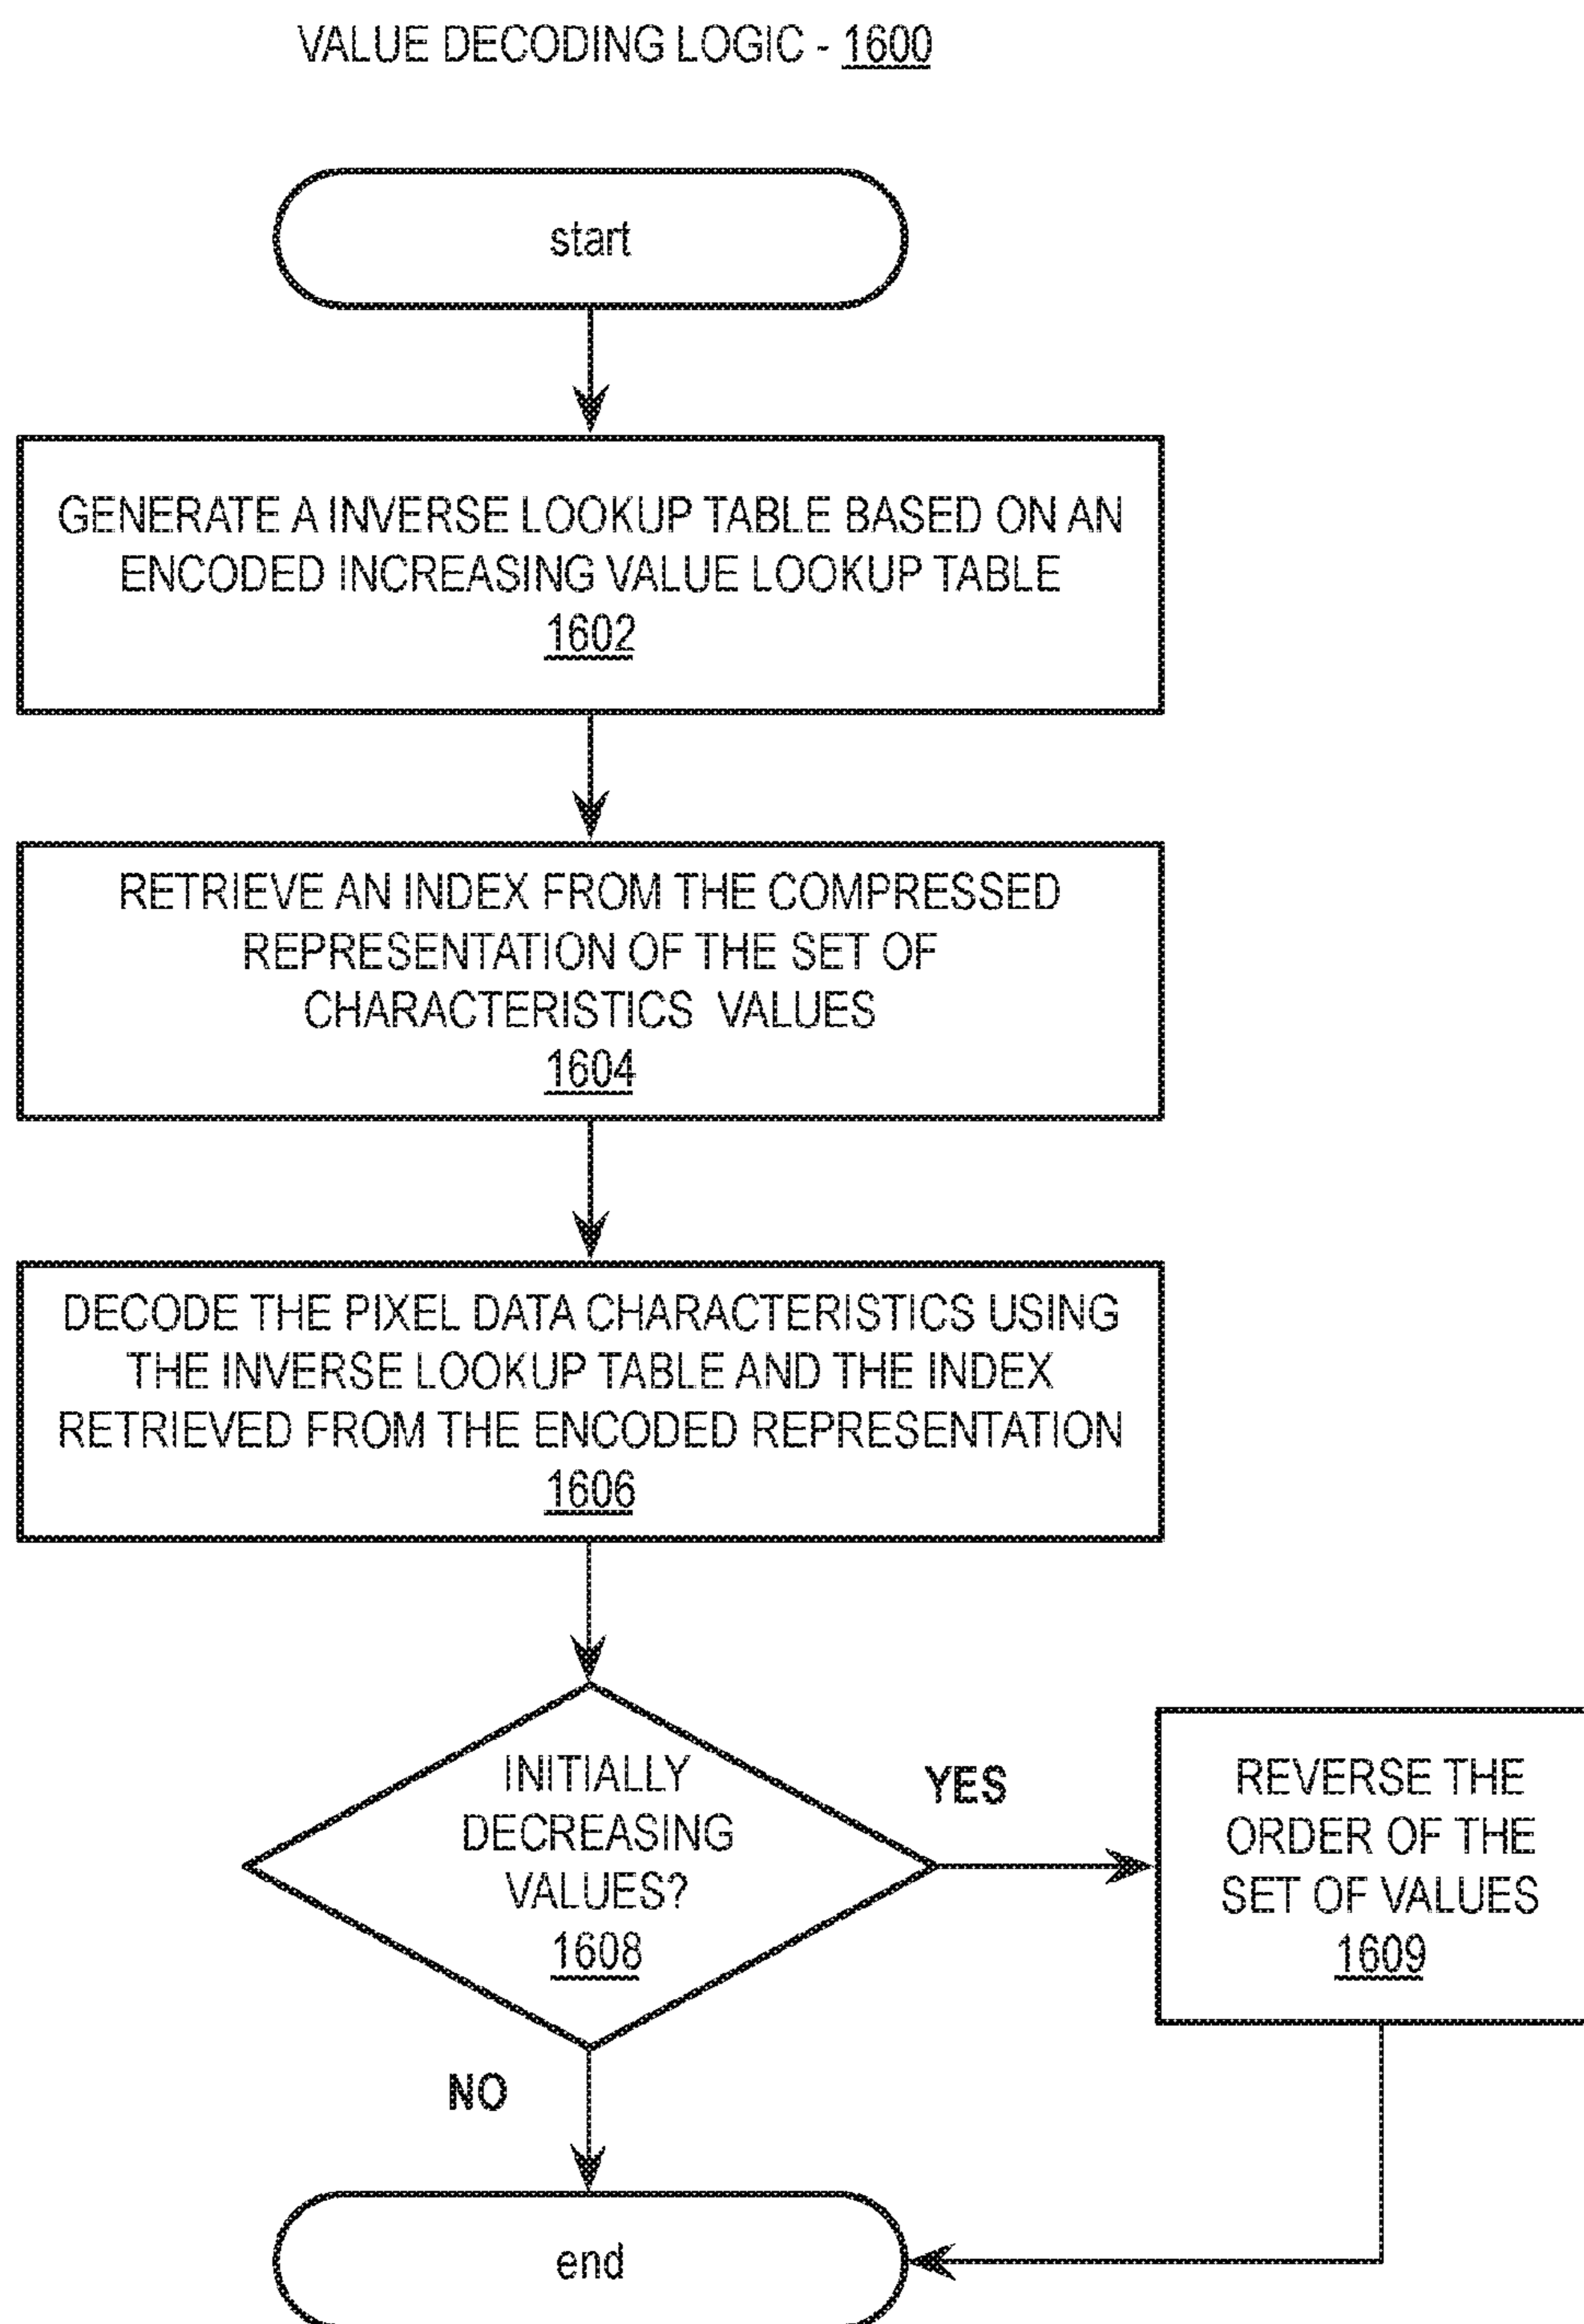 VALUE DECODING LOGIC - 1600
start
GENERATE A INVERSE LOOKUP TABLE BASED ON AN
ENCODED INCREASING VALUE LOOKUP TABLE
1602
RETRIEVE AN INDEX FROM THE COMPRESSED
REPRESENTATION OF THE SET OF
CHARACTERISTICS VALUES
1604
DECODE THE PIXEL DATA CHARACTERISTICS USING
THE INVERSE LOOKUP TABLE AND THE INDEX
RETRIEVED FROM THE ENCODED REPRESENTATION
1606
INITIALLY
DECREASING
VALUES?
1608
YES
REVERSE THE
ORDER OF THE
SET OF VALUES
1609
NO
end